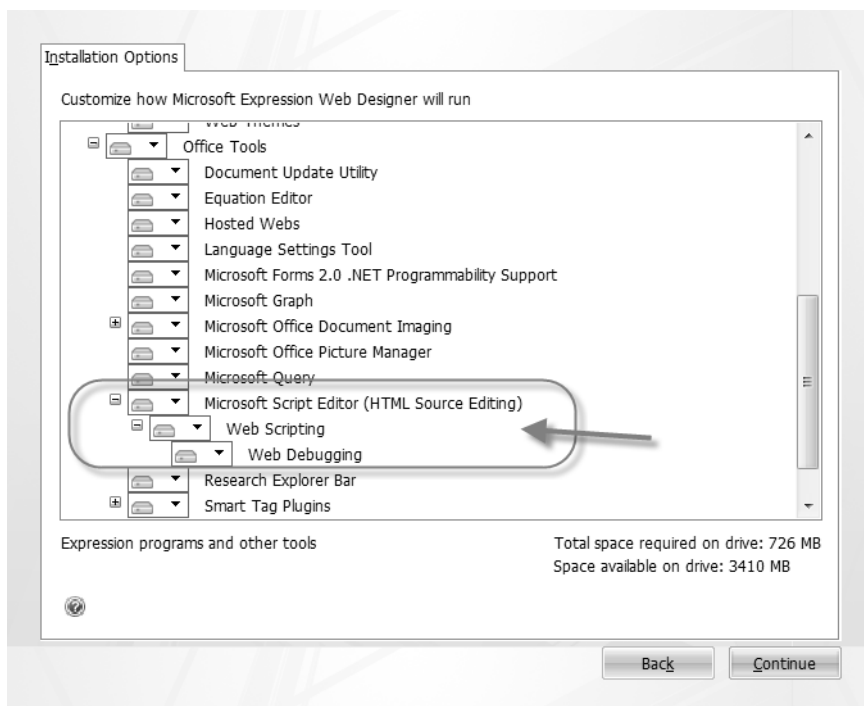 Installation Options
Customize how Microsoft Expression Web Designer will run
Web Themes
Office Tools
Document Update Utility
Equation Editor
Hosted Webs
Language Settings Tool
Microsoft Forms 2.0 .NET Programmability Support
Microsoft Graph
Microsoft Office Document Imaging
Microsoft Office Picture Manager
Microsoft Query
Microsoft Script Editor (HTML Source Editing)
Web Scripting
Web Debugging
Research Explorer Bar
Smart Tag Plugins
Expression programs and other tools
Total space required on drive: 726 MB
Space available on drive: 3410 MB
Back
Continue